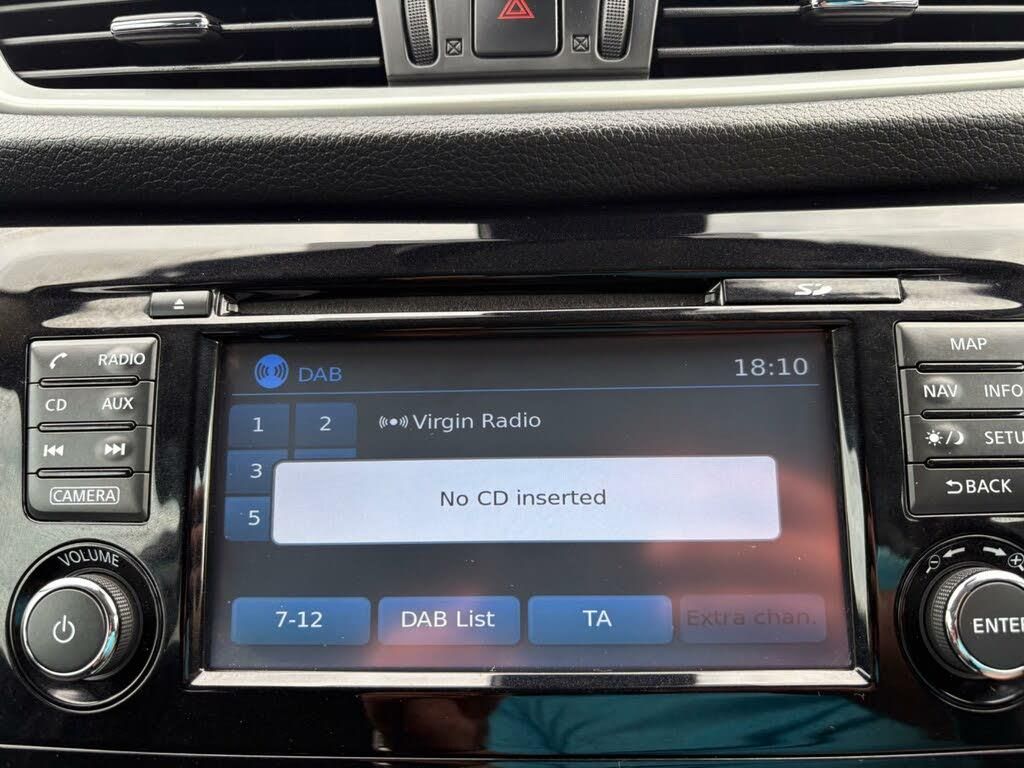 SD
RADIO
CD AUX
CAMERA
VOLUME
DAB 18:10
1 2 Virgin Radio
3
No CD inserted
5
7-12 DAB List TA Extra chan.
MAP
NAV INFO
SETU
BACK
ENTE